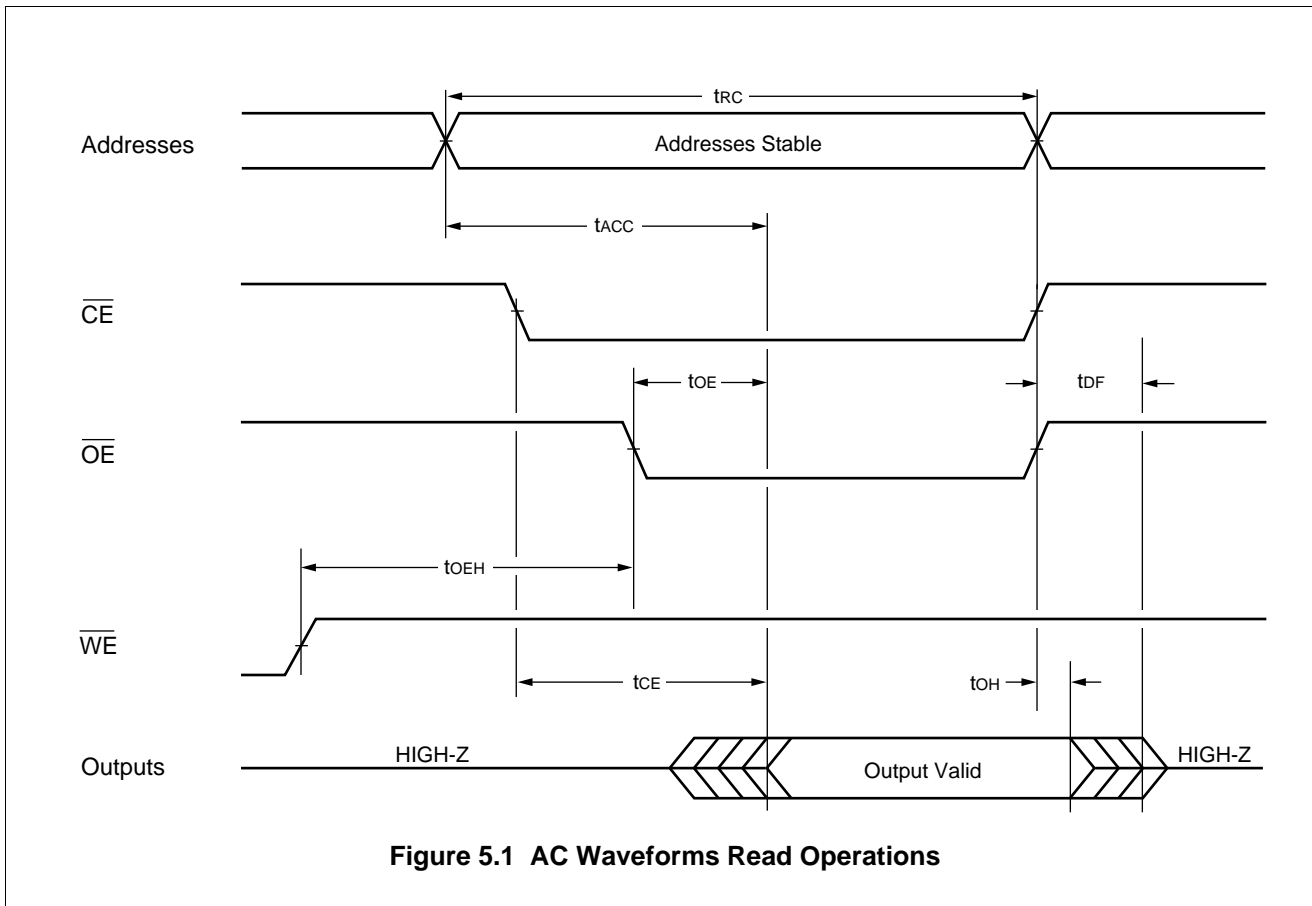 tRC
Addresses
Addresses Stable
tACC
CE
tOE
tDF
OE
tOEH
WE
tCE
tOH
Outputs
HIGH-Z
Output Valid
HIGH-Z
Figure 5.1 AC Waveforms Read Operations